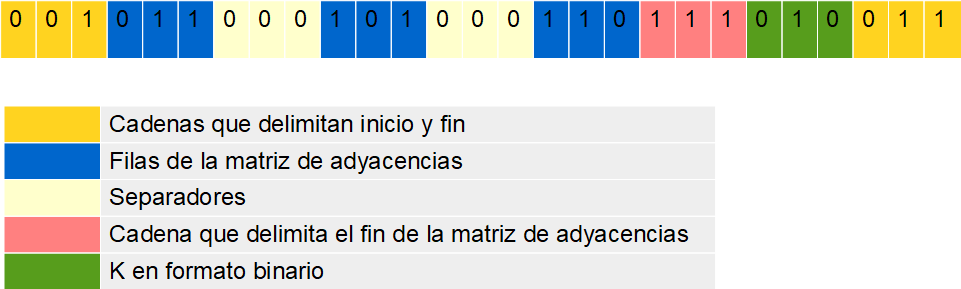 0 0 1 0 1 1 0 0 0 1 0 1 0 0 0 1 1 0 1 1 1 0 1 0 0 1 1
Cadenas que delimitan inicio y fin
Filas de la matriz de adyacencias
Separadores
Cadena que delimita el fin de la matriz de adyacencias
K en formato binario